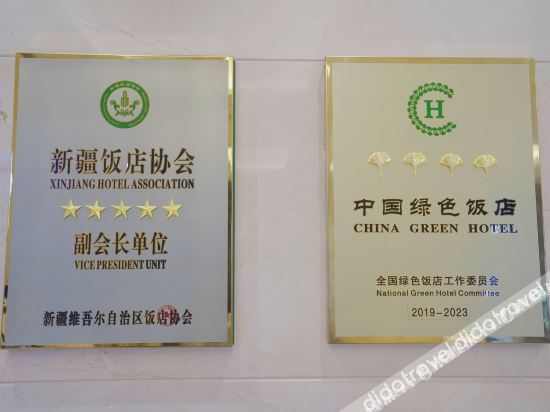 新疆饭店协会
XINJIANG HOTEL ASSOCIATION
副会长单位
VICE PRESIDENT UNIT
新疆维吾尔自治区饭店协会
H
中国绿色饭店
CHINA GREEN HOTEL
全国绿色饭店工作委员会
National Green Hotel Committee
2019-2023
didatravel
didatravel